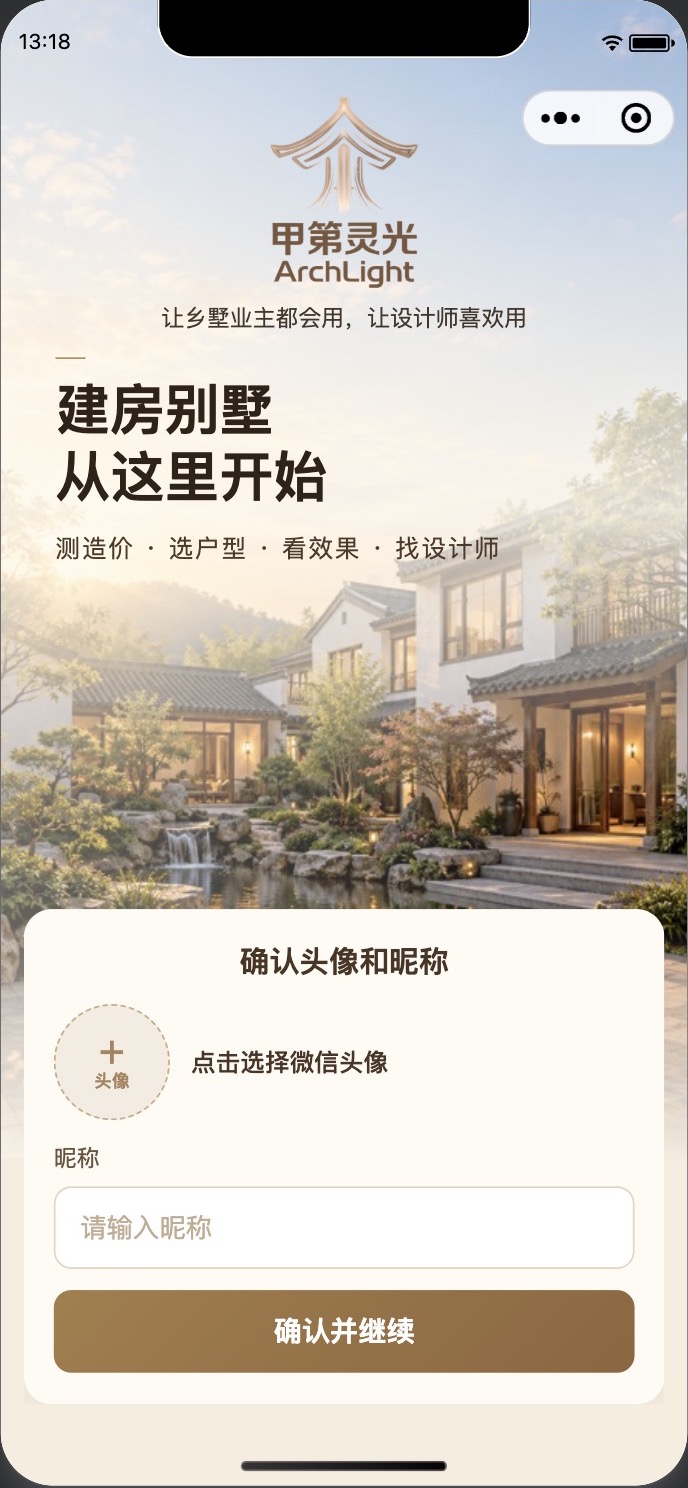 13:18
甲第灵光
ArchLight
让乡墅业主都会用，让设计师喜欢用
建房别墅
从这里开始
测造价 · 选户型 · 看效果 · 找设计师
确认头像和昵称
头像
点击选择微信头像
昵称
请输入昵称
确认并继续